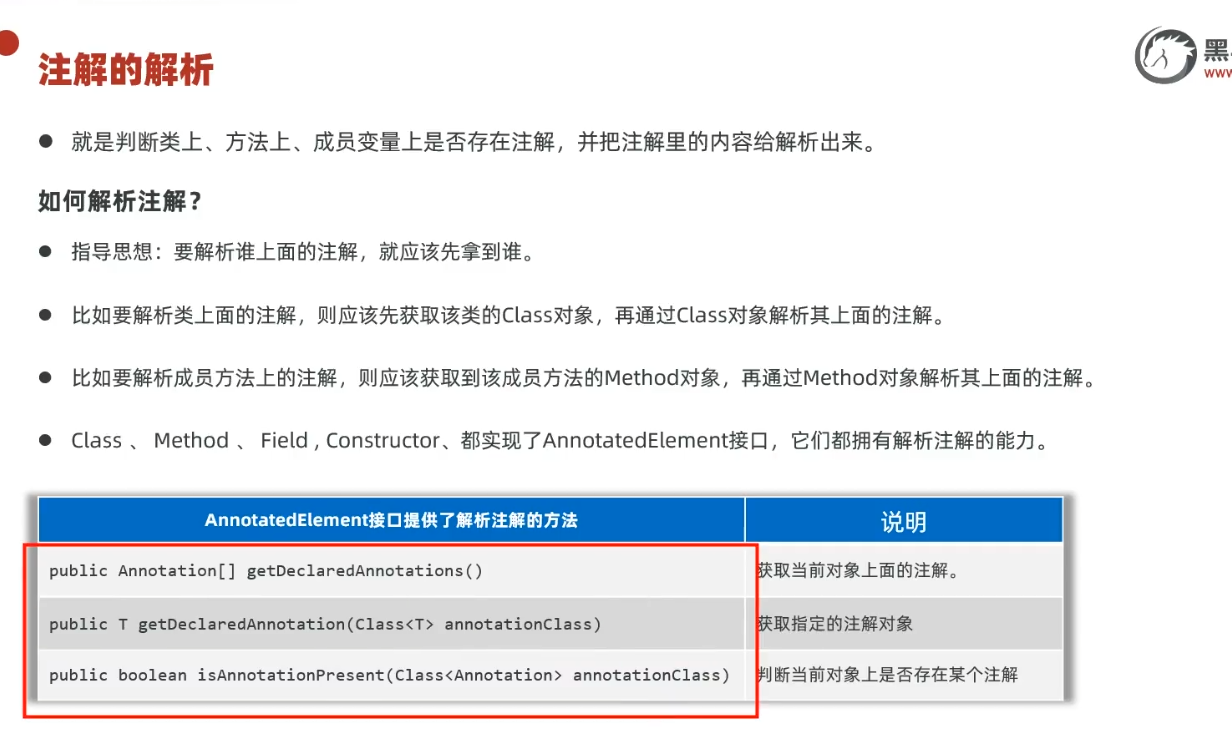 注解的解析
黑
www
就是判断类上、方法上、成员变量上是否存在注解，并把注解里的内容给解析出来。
如何解析注解？
指导思想：要解析谁上面的注解，就应该先拿到谁。
比如要解析类上面的注解，则应该先获取该类的Class对象，再通过Class对象解析其上面的注解。
比如要解析成员方法上的注解，则应该获取到该成员方法的Method对象，再通过Method对象解析其上面的注解。
Class 、 Method 、 Field , Constructor、都实现了AnnotatedElement接口，它们都拥有解析注解的能力。
AnnotatedElement接口提供了解析注解的方法 说明
public Annotation[] getDeclaredAnnotations() 获取当前对象上面的注解。
public T getDeclaredAnnotation(Class<T> annotationClass) 获取指定的注解对象
public boolean isAnnotationPresent(Class<Annotation> annotationClass) 判断当前对象上是否存在某个注解